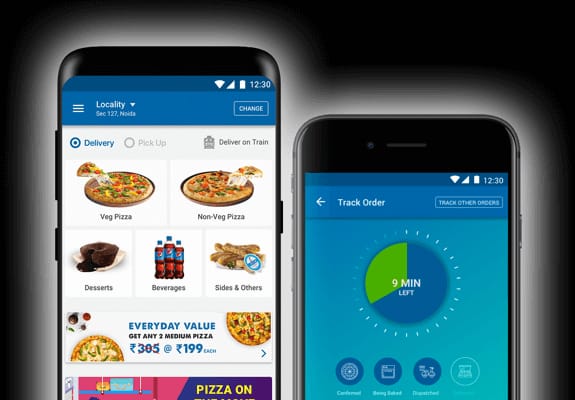 12:30
Locality
Sec 127, Noida
CHANGE
Delivery
Pick Up
Deliver on Train
Veg Pizza
Non-Veg Pizza
Desserts
Beverages
Sides & Others
EVERYDAY VALUE
GET ANY 2 MEDIUM PIZZA
₹305 @ ₹199 EACH
PIZZA ON
THE MOVE
12:30
Track Order
TRACK OTHER ORDERS
9 MIN
LEFT
Confirmed
Being Baked
Dispatched